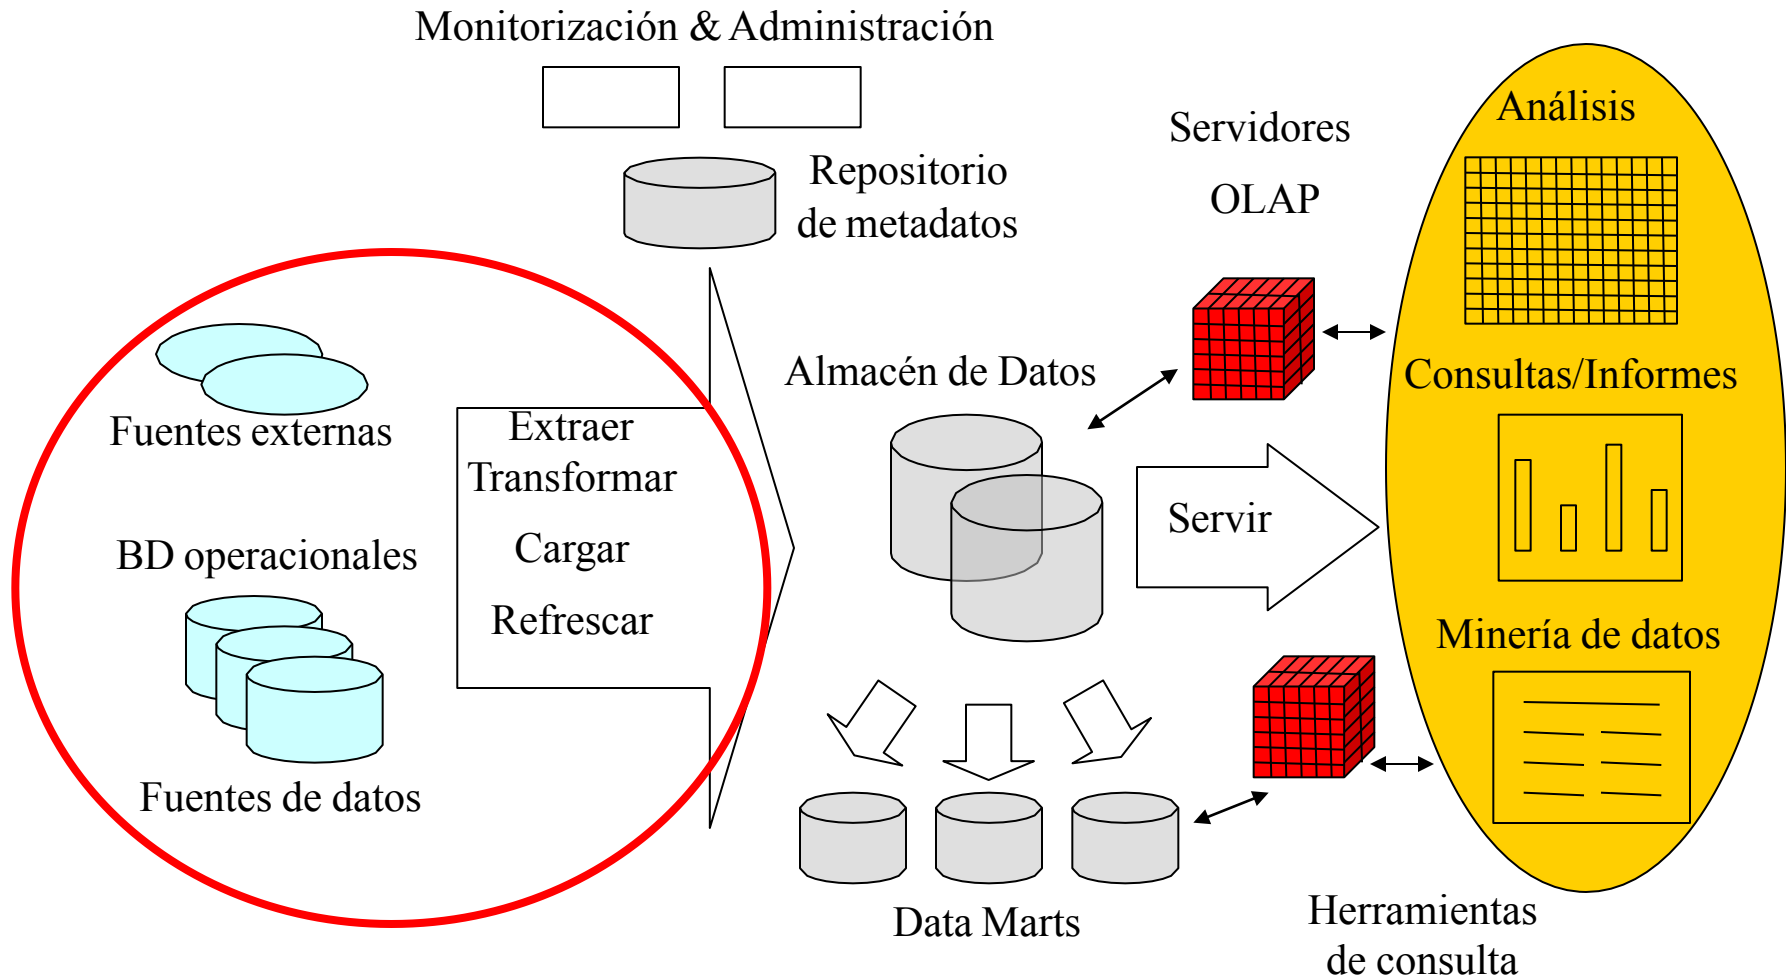 Monitorización & Administración
Repositorio
de metadatos
Servidores
OLAP
Análisis
Consultas/Informes
Minería de datos
Fuentes externas
BD operacionales
Fuentes de datos
Extraer
Transformar
Cargar
Refrescar
Almacén de Datos
Servir
Data Marts
Herramientas
de consulta